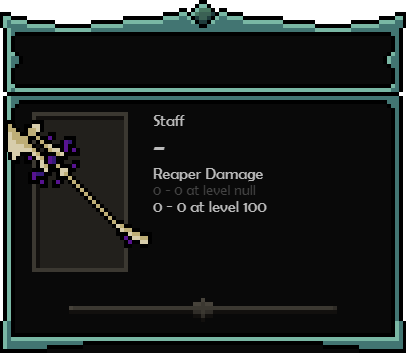 Staff
–
Reaper Damage
0 - 0 at level null
0 - 0 at level 100